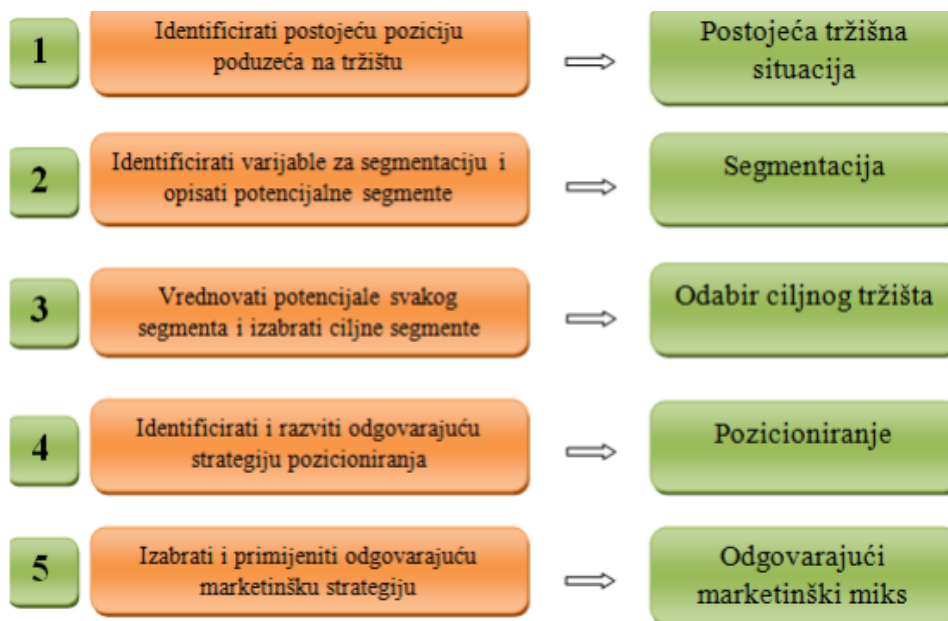 1
Identificirati postojeću poziciju
poduzeća na tržištu
Postojeća tržišna
situacija
2
Identificirati varijable za segmentaciju i
opisati potencijalne segmente
Segmentacija
3
Vrednovati potencijale svakog
segmenta i izabrati ciljne segmente
Odabir ciljnog tržišta
4
Identificirati i razviti odgovarajuću
strategiju pozicioniranja
Pozicioniranje
5
Izabrati i primijeniti odgovarajuću
marketinšku strategiju
Odgovarajući
marketinški miks